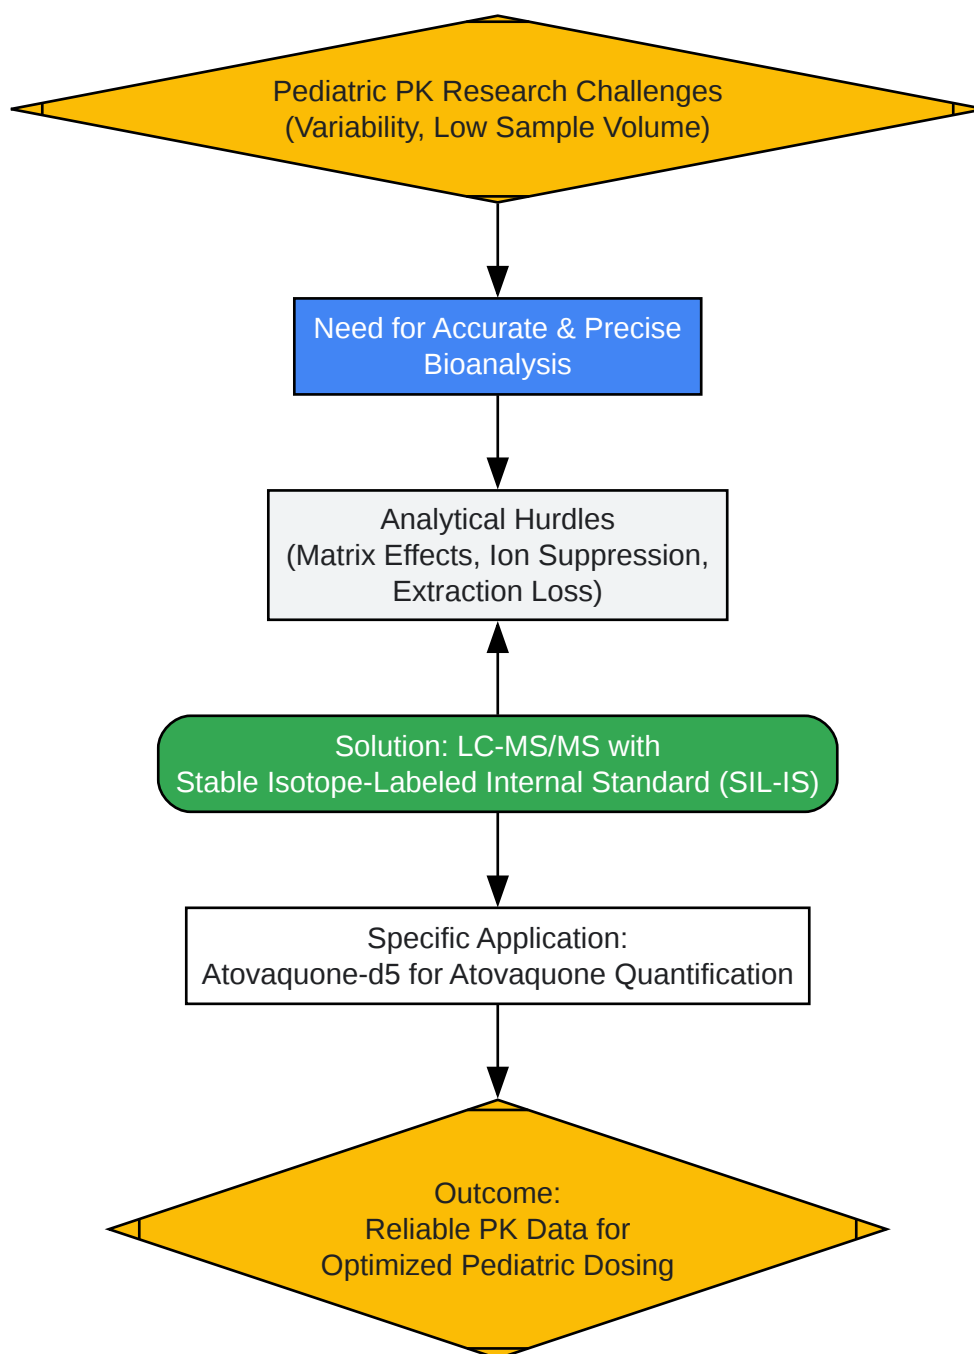 Pediatric PK Research Challenges
(Variability, Low Sample Volume)
Need for Accurate & Precise
Bioanalysis
Analytical Hurdles
(Matrix Effects, Ion Suppression,
Extraction Loss)
Solution: LC-MS/MS with
Stable Isotope-Labeled Internal Standard (SIL-IS)
Specific Application:
Atovaquone-d5 for Atovaquone Quantification
Outcome:
Reliable PK Data for
Optimized Pediatric Dosing